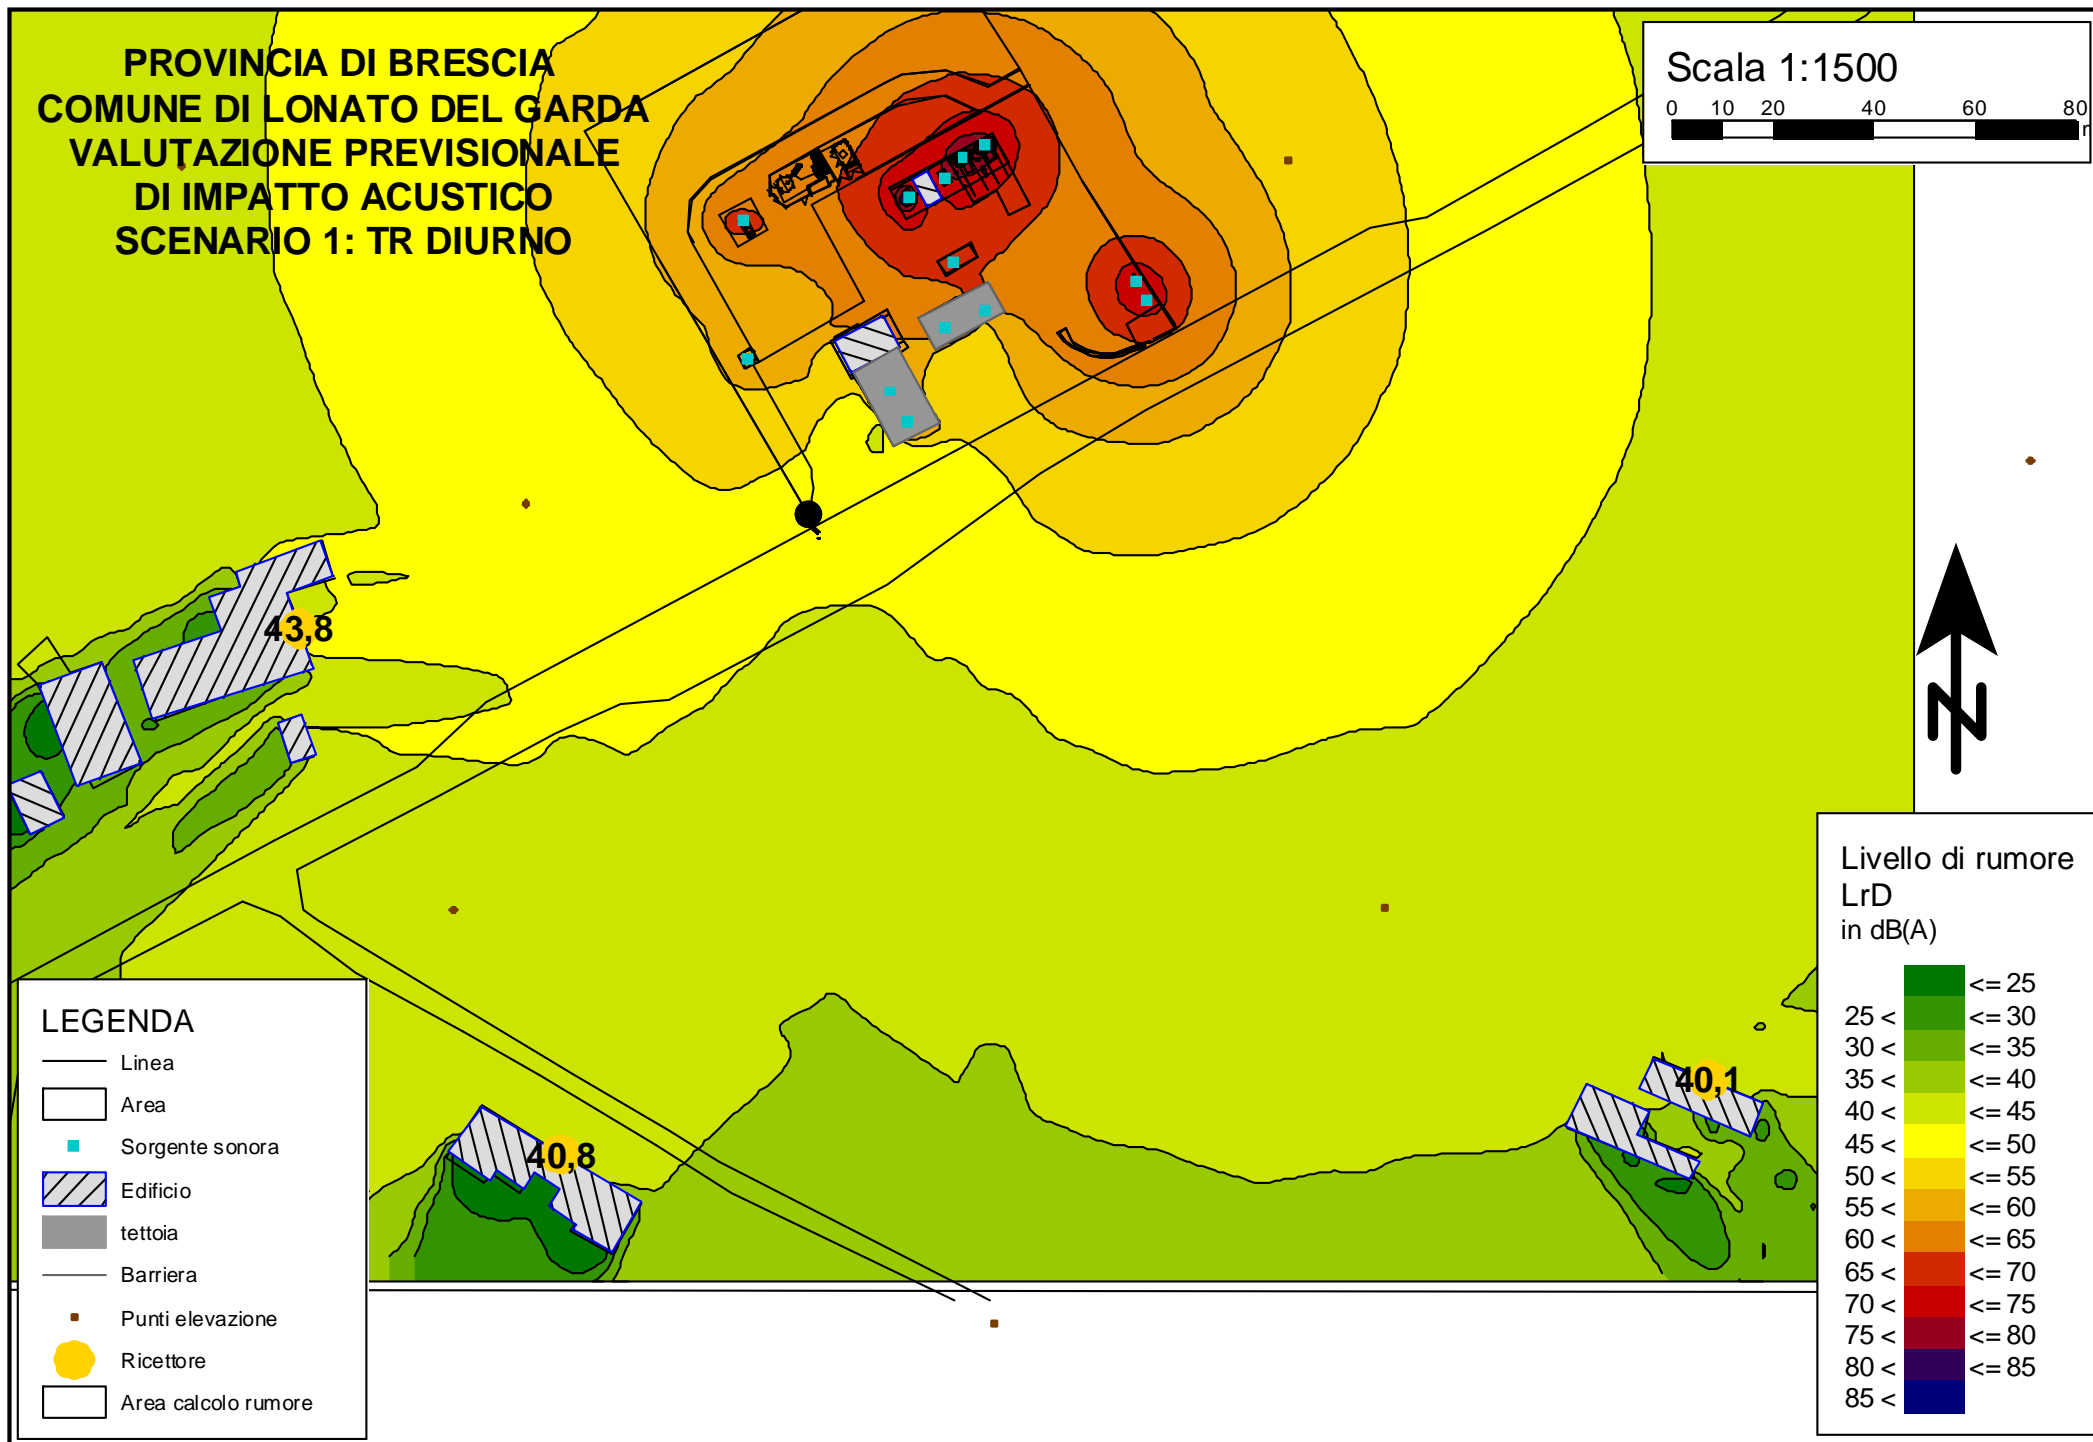 PROVINCIA DI BRESCIA
COMUNE DI LONATO DEL GARDA
VALUTAZIONE PREVISIONALE
DI IMPATTO ACUSTICO
SCENARIO 1: TR DIURNO
Scala 1:1500
0 10 20 40 60 80
m
43,8
40,8
40,1
N
LEGENDA
Linea
Area
Sorgente sonora
Edificio
tettoia
Barriera
Punti elevazione
Ricettore
Area calcolo rumore
Livello di rumore
LrD
in dB(A)
<= 25
25 < <= 30
30 < <= 35
35 < <= 40
40 < <= 45
45 < <= 50
50 < <= 55
55 < <= 60
60 < <= 65
65 < <= 70
70 < <= 75
75 < <= 80
80 < <= 85
85 <